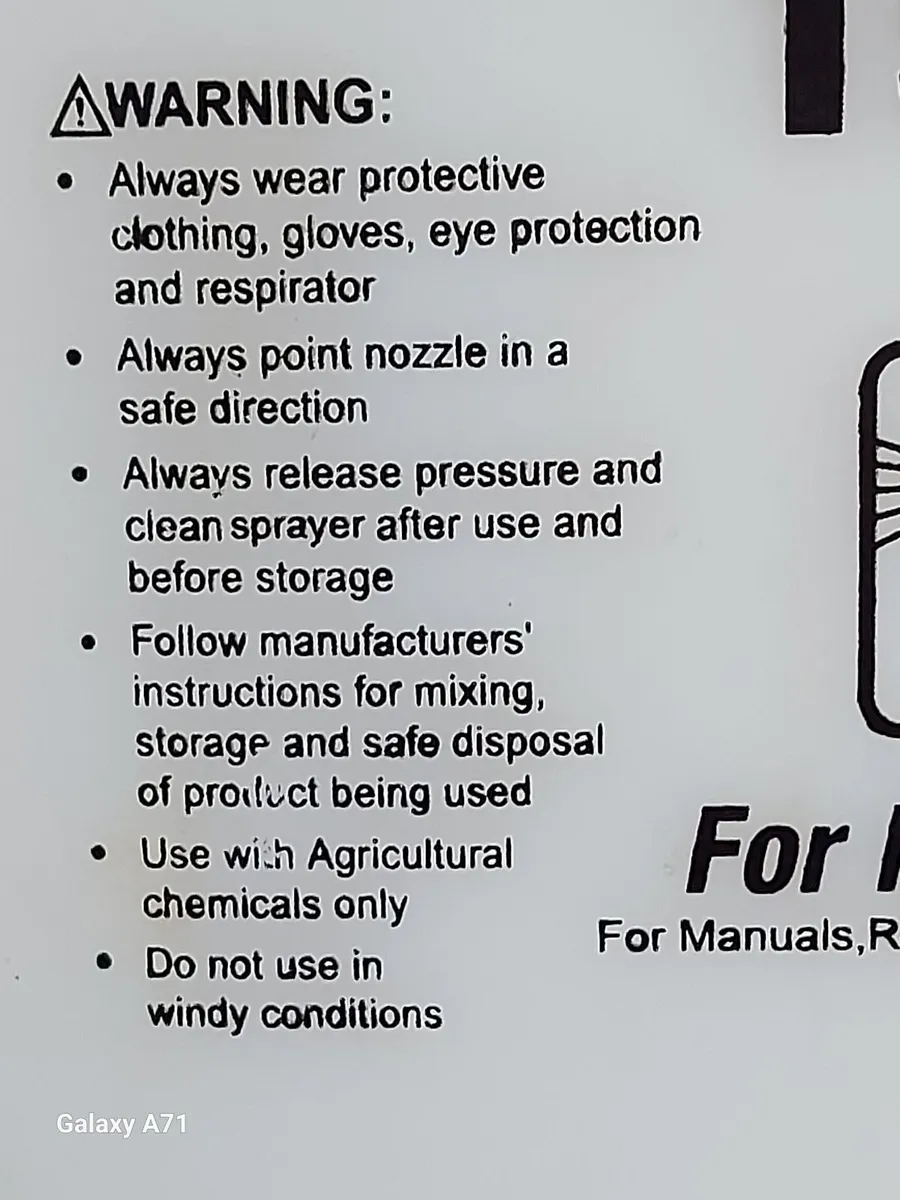 ⚠WARNING:
• Always wear protective
clothing, gloves, eye protection
and respirator
• Always point nozzle in a
safe direction
• Always release pressure and
clean sprayer after use and
before storage
• Follow manufacturers'
instructions for mixing,
storage and safe disposal
of product being used
• Use with Agricultural
chemicals only
• Do not use in
windy conditions
For
For Manuals,R
Galaxy A71